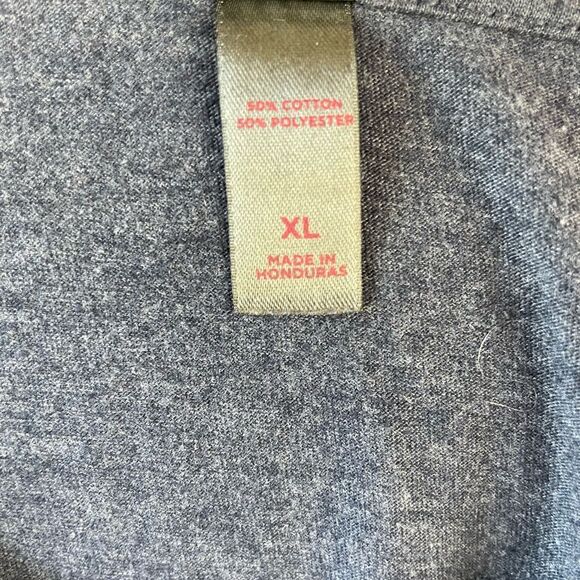 50% COTTON
50% POLYESTER
XL
MADE IN
HONDURAS